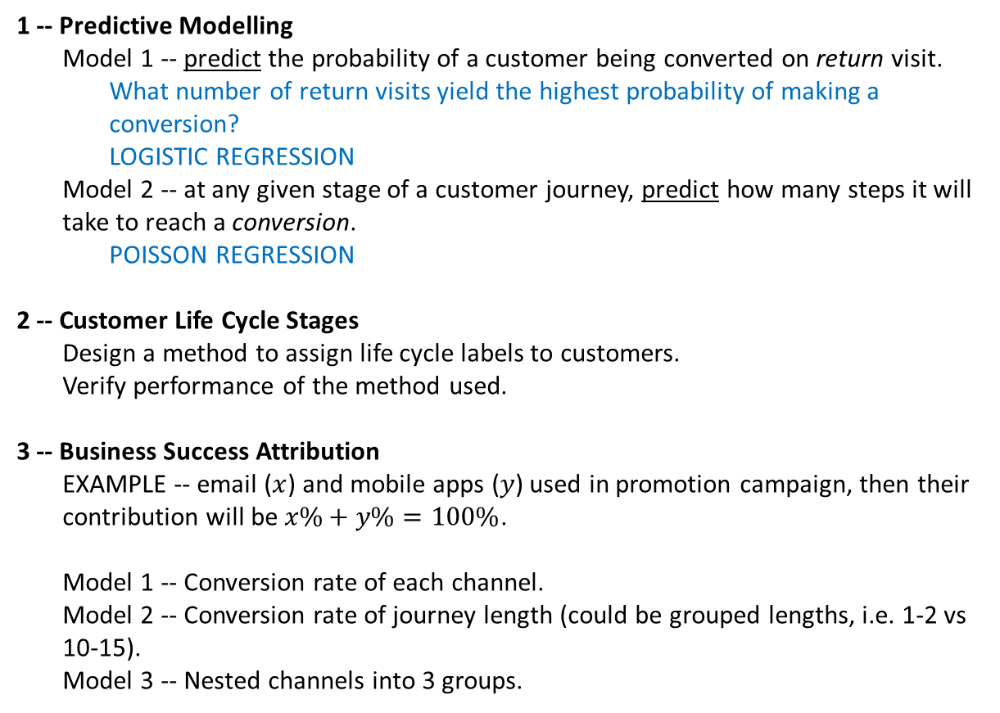 1 -- Predictive Modelling
Model 1 -- predict the probability of a customer being converted on return visit.
What number of return visits yield the highest probability of making a
conversion?
LOGISTIC REGRESSION
Model 2 -- at any given stage of a customer journey, predict how many steps it will
take to reach a conversion.
POISSON REGRESSION
2 -- Customer Life Cycle Stages
Design a method to assign life cycle labels to customers.
Verify performance of the method used.
3 -- Business Success Attribution
EXAMPLE -- email (𝑥) and mobile apps (𝑦) used in promotion campaign, then their
contribution will be 𝑥% + 𝑦% = 100%.
Model 1 -- Conversion rate of each channel.
Model 2 -- Conversion rate of journey length (could be grouped lengths, i.e. 1-2 vs
10-15).
Model 3 -- Nested channels into 3 groups.